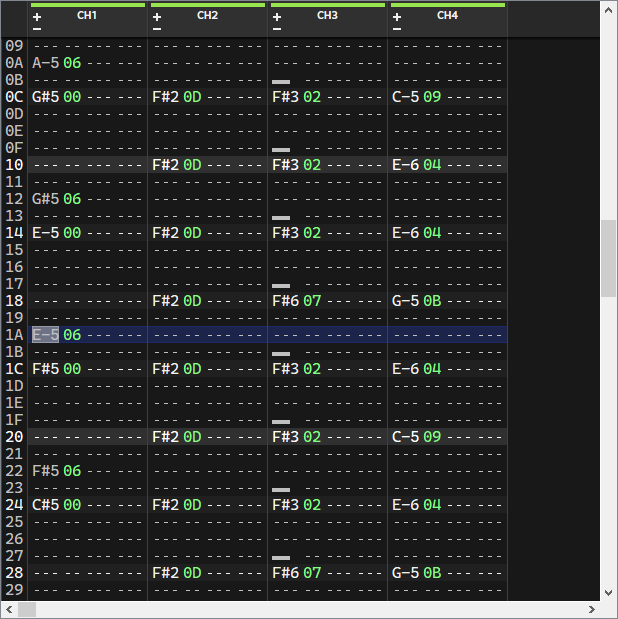 + CH1 + CH2 + CH3 + CH4
− − − −
09 --- -- -- --- --- -- -- --- --- -- -- --- --- -- -- ---
0A A-5 06 -- --- --- -- -- --- --- -- -- --- --- -- -- ---
0B --- -- -- --- --- -- -- --- ▬ -- -- --- --- -- -- ---
0C G#5 00 -- --- F#2 0D -- --- F#3 02 -- --- C-5 09 -- ---
0D --- -- -- --- --- -- -- --- --- -- -- --- --- -- -- ---
0E --- -- -- --- --- -- -- --- --- -- -- --- --- -- -- ---
0F --- -- -- --- --- -- -- --- ▬ -- -- --- --- -- -- ---
10 --- -- -- --- F#2 0D -- --- F#3 02 -- --- E-6 04 -- ---
11 --- -- -- --- --- -- -- --- --- -- -- --- --- -- -- ---
12 G#5 06 -- --- --- -- -- --- --- -- -- --- --- -- -- ---
13 --- -- -- --- --- -- -- --- ▬ -- -- --- --- -- -- ---
14 E-5 00 -- --- F#2 0D -- --- F#3 02 -- --- E-6 04 -- ---
15 --- -- -- --- --- -- -- --- --- -- -- --- --- -- -- ---
16 --- -- -- --- --- -- -- --- --- -- -- --- --- -- -- ---
17 --- -- -- --- --- -- -- --- ▬ -- -- --- --- -- -- ---
18 --- -- -- --- F#2 0D -- --- F#6 07 -- --- G-5 0B -- ---
19 --- -- -- --- --- -- -- --- --- -- -- --- --- -- -- ---
1A E-5 06 -- --- --- -- -- --- --- -- -- --- --- -- -- ---
1B --- -- -- --- --- -- -- --- ▬ -- -- --- --- -- -- ---
1C F#5 00 -- --- F#2 0D -- --- F#3 02 -- --- E-6 04 -- ---
1D --- -- -- --- --- -- -- --- --- -- -- --- --- -- -- ---
1E --- -- -- --- --- -- -- --- --- -- -- --- --- -- -- ---
1F --- -- -- --- --- -- -- --- ▬ -- -- --- --- -- -- ---
20 --- -- -- --- F#2 0D -- --- F#3 02 -- --- C-5 09 -- ---
21 --- -- -- --- --- -- -- --- --- -- -- --- --- -- -- ---
22 F#5 06 -- --- --- -- -- --- --- -- -- --- --- -- -- ---
23 --- -- -- --- --- -- -- --- ▬ -- -- --- --- -- -- ---
24 C#5 00 -- --- F#2 0D -- --- F#3 02 -- --- E-6 04 -- ---
25 --- -- -- --- --- -- -- --- --- -- -- --- --- -- -- ---
26 --- -- -- --- --- -- -- --- --- -- -- --- --- -- -- ---
27 --- -- -- --- --- -- -- --- ▬ -- -- --- --- -- -- ---
28 --- -- -- --- F#2 0D -- --- F#6 07 -- --- G-5 0B -- ---
29 --- -- -- --- --- -- -- --- --- -- -- --- --- -- -- ---